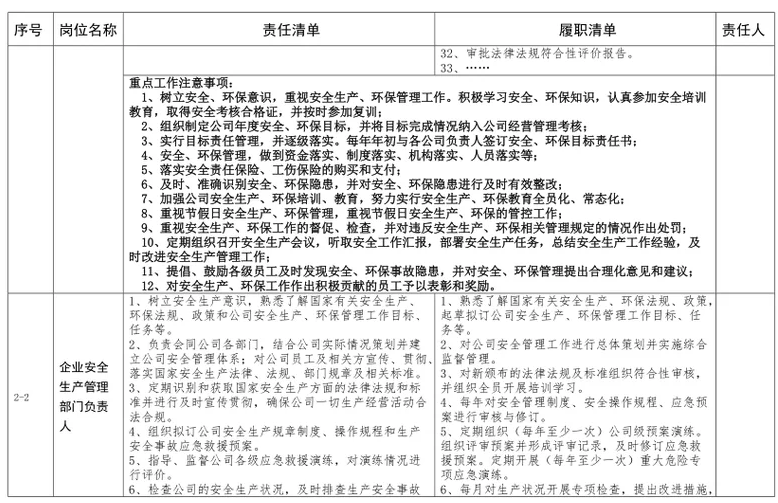 序号 岗位名称 责任清单 履职清单 责任人
32、审批法律法规符合性评价报告。
33、……
重点工作注意事项：
1、树立安全、环保意识，重视安全生产、环保管理工作。积极学习安全、环保知识，认真参加安全培训
教育，取得安全考核合格证，并按时参加复训；
2、组织制定公司年度安全、环保目标，并将目标完成情况纳入公司经营管理考核；
3、实行目标责任管理，并逐级落实。每年年初与各公司负责人签订安全、环保目标责任书；
4、安全、环保管理，做到资金落实、制度落实、机构落实、人员落实等；
5、落实安全责任保险、工伤保险的购买和支付；
6、及时、准确识别安全、环保隐患，并对安全、环保隐患进行及时有效整改；
7、加强公司安全生产、环保培训、教育，努力实行安全生产、环保教育全员化、常态化；
8、重视节假日安全生产、环保管理，重视节假日安全生产、环保的管控工作；
9、重视安全生产、环保工作的督促、检查，并对违反安全生产、环保相关管理规定的情况作出处罚；
10、定期组织召开安全生产会议，听取安全工作汇报，部署安全生产任务，总结安全生产工作经验，及
时改进安全生产管理工作；
11、提倡、鼓励各级员工及时发现安全、环保事故隐患，并对安全、环保管理提出合理化意见和建议；
12、对安全生产、环保工作作出积极贡献的员工予以表彰和奖励。
2-2
企业安全
生产管理
部门负责
人
1、树立安全生产意识，熟悉了解国家有关安全生产、
环保法规、政策和公司安全生产、环保管理工作目标、
任务等。
2、负责会同公司各部门，结合公司实际情况策划并建
立公司安全管理体系；对公司员工及相关方宣传、贯彻、
落实国家安全生产法律、法规、部门规章及相关标准。
3、定期识别和获取国家安全生产方面的法律法规和标
准并进行及时宣传贯彻，确保公司一切生产经营活动合
法合规。
4、组织拟订公司安全生产规章制度、操作规程和生产
安全事故应急救援预案。
5、指导、监督公司各级应急救援演练，对演练情况进
行评价。
6、检查公司的安全生产状况，及时排查生产安全事故
1、熟悉了解国家有关安全生产、环保法规、政策，
起草拟订公司安全生产、环保管理工作目标、任
务等。
2、对公司安全管理工作进行总体策划并实施综合
监督管理。
3、对新颁布的法律法规及标准组织符合性审核，
并组织全员开展培训学习。
4、每年对安全管理制度、安全操作规程、应急预
案进行审核与修订。
5、定期组织（每年至少一次）公司级预案演练。
组织评审预案并形成评审记录，及时修订应急救
援预案。定期开展（每年至少一次）重大危险专
项应急演练。
6、每月对生产状况开展专项检查，提出改进措施，